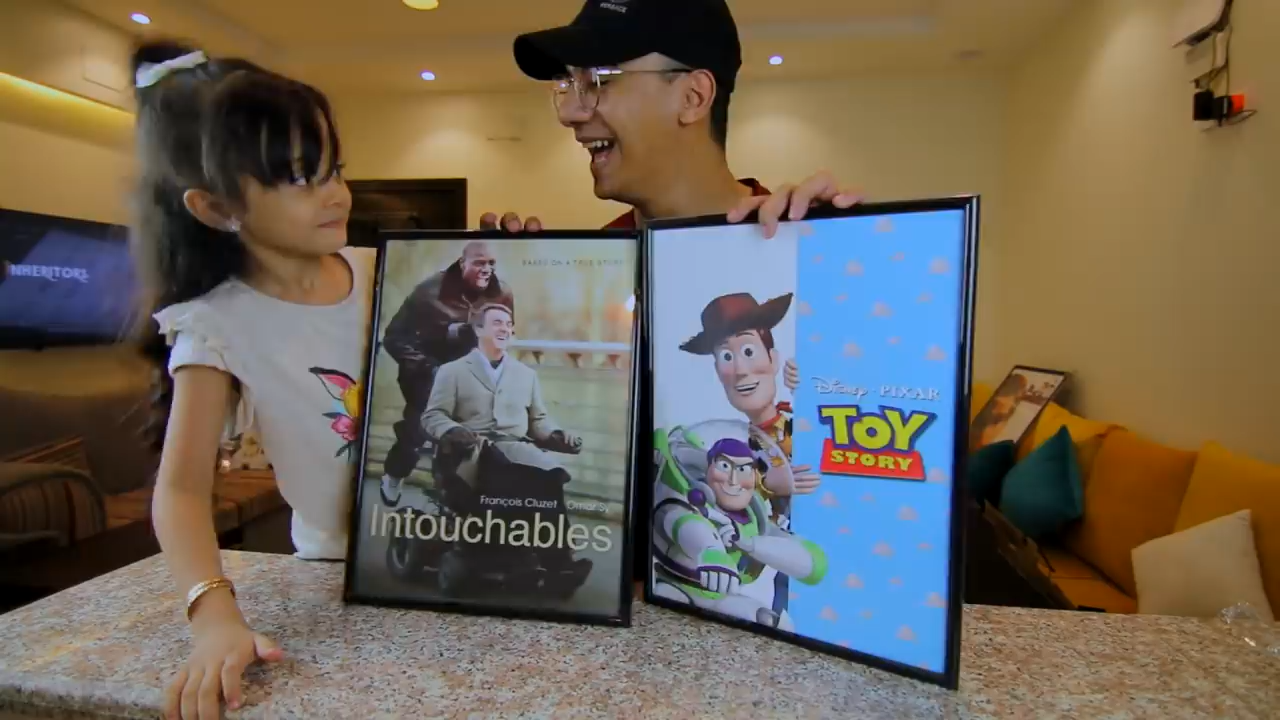 NHERITORS
BASED ON A TRUE STORY
François Cluzet Omar Sy
Intouchables
Disney · PIXAR
TOY
STORY